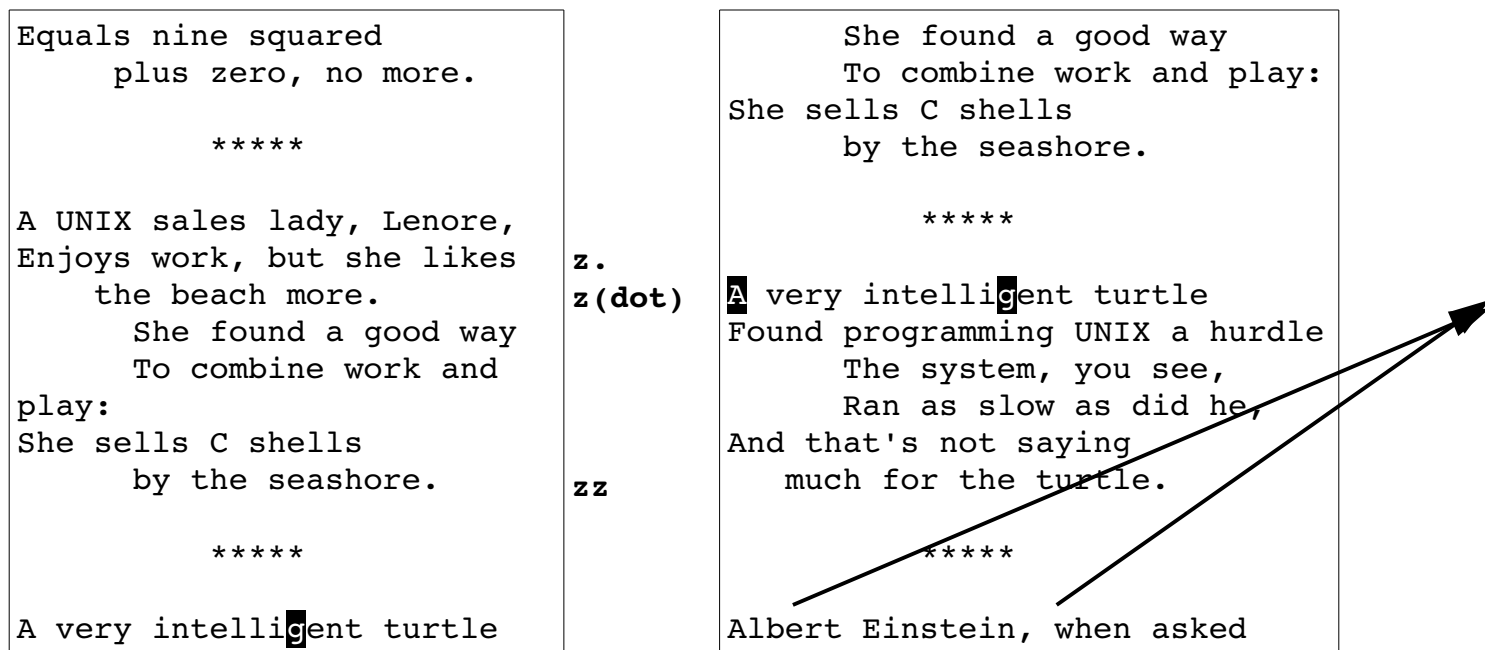 Equals nine squared
plus zero, no more.
*****
A UNIX sales lady, Lenore,
Enjoys work, but she likes
the beach more.
She found a good way
To combine work and
play:
She sells C shells
by the seashore.
*****
A very intelligent turtle
z.
z(dot)
zz
She found a good way
To combine work and play:
She sells C shells
by the seashore.
*****
A very intelligent turtle
Found programming UNIX a hurdle
The system, you see,
Ran as slow as did he,
And that's not saying
much for the turtle.
*****
Albert Einstein, when asked